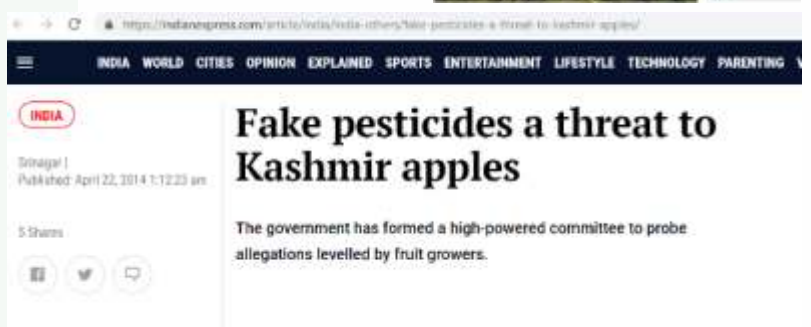 https://indianexpress.com/article/india/india-others/fake-pesticides-a-threat-to-kashmir-apples/
INDIA WORLD CITIES OPINION EXPLAINED SPORTS ENTERTAINMENT LIFESTYLE TECHNOLOGY PARENTING
INDIA
Srinagar |
Published: April 22, 2014 1:12:23 am
5 Shares
Fake pesticides a threat to
Kashmir apples
The government has formed a high-powered committee to probe
allegations levelled by fruit growers.